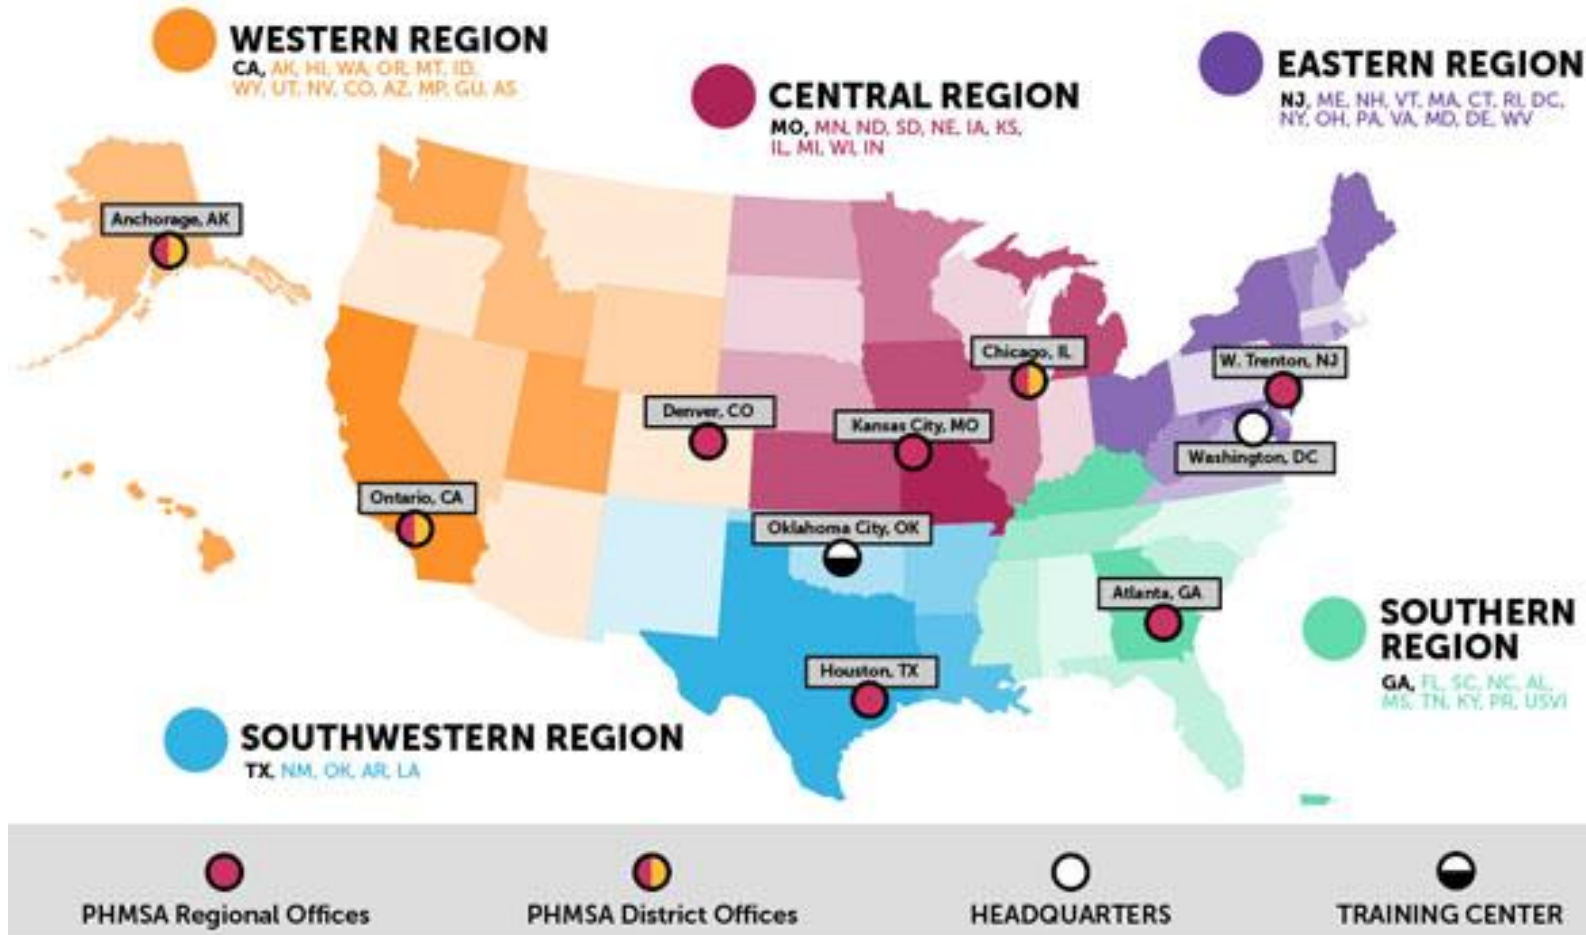 WESTERN REGION
CA, AK, HI, WA, OR, MT, ID,
WY, UT, NV, CO, AZ, MP, GU, AS
CENTRAL REGION
MO, MN, ND, SD, NE, IA, KS,
IL, MI, WI, IN
EASTERN REGION
NJ, ME, NH, VT, MA, CT, RI, DC,
NY, OH, PA, VA, MD, DE, WV
Anchorage, AK
Chicago, IL
W. Trenton, NJ
Denver, CO
Kansas City, MO
Washington, DC
Ontario, CA
Oklahoma City, OK
Atlanta, GA
Houston, TX
SOUTHERN
REGION
GA, FL, SC, NC, AL,
MS, TN, KY, PR, USVI
SOUTHWESTERN REGION
TX, NM, OK, AR, LA
PHMSA Regional Offices
PHMSA District Offices
HEADQUARTERS
TRAINING CENTER